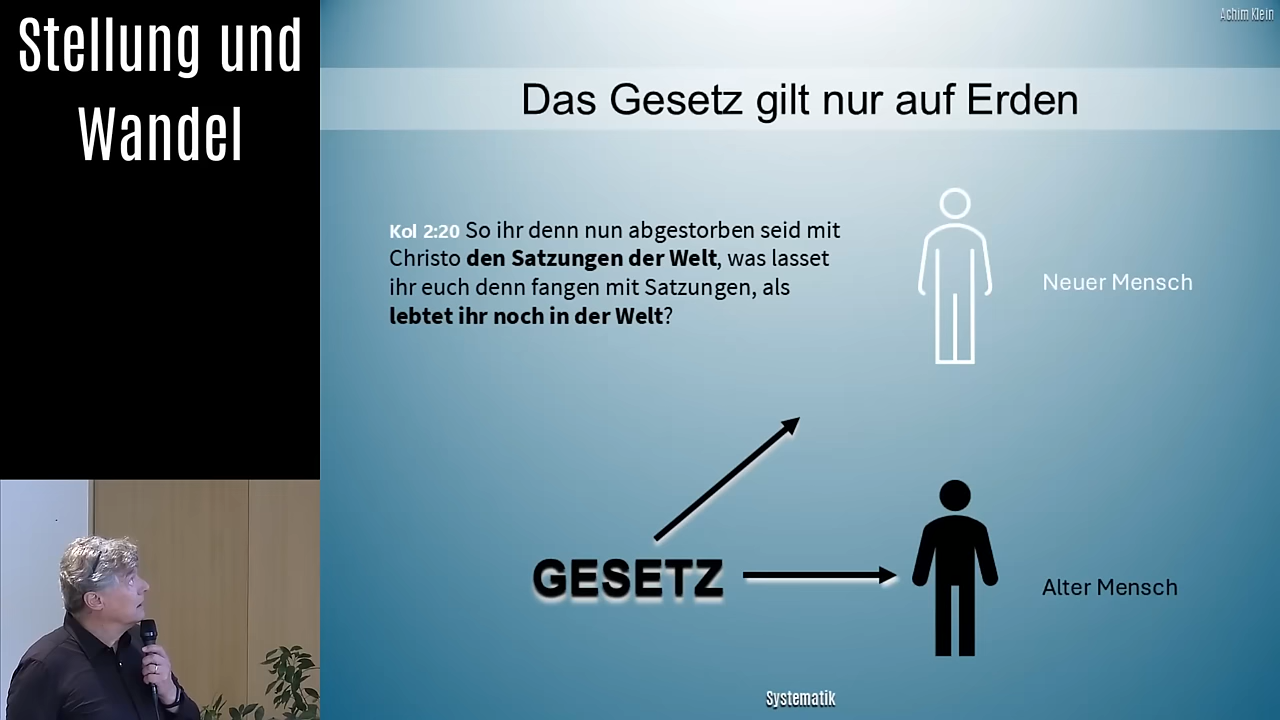 Stellung und
Wandel
Achim Klein
Das Gesetz gilt nur auf Erden
Kol 2:20 So ihr denn nun abgestorben seid mit
Christo den Satzungen der Welt, was lasset
ihr euch denn fangen mit Satzungen, als
lebtet ihr noch in der Welt?
Neuer Mensch
GESETZ
Alter Mensch
Systematik